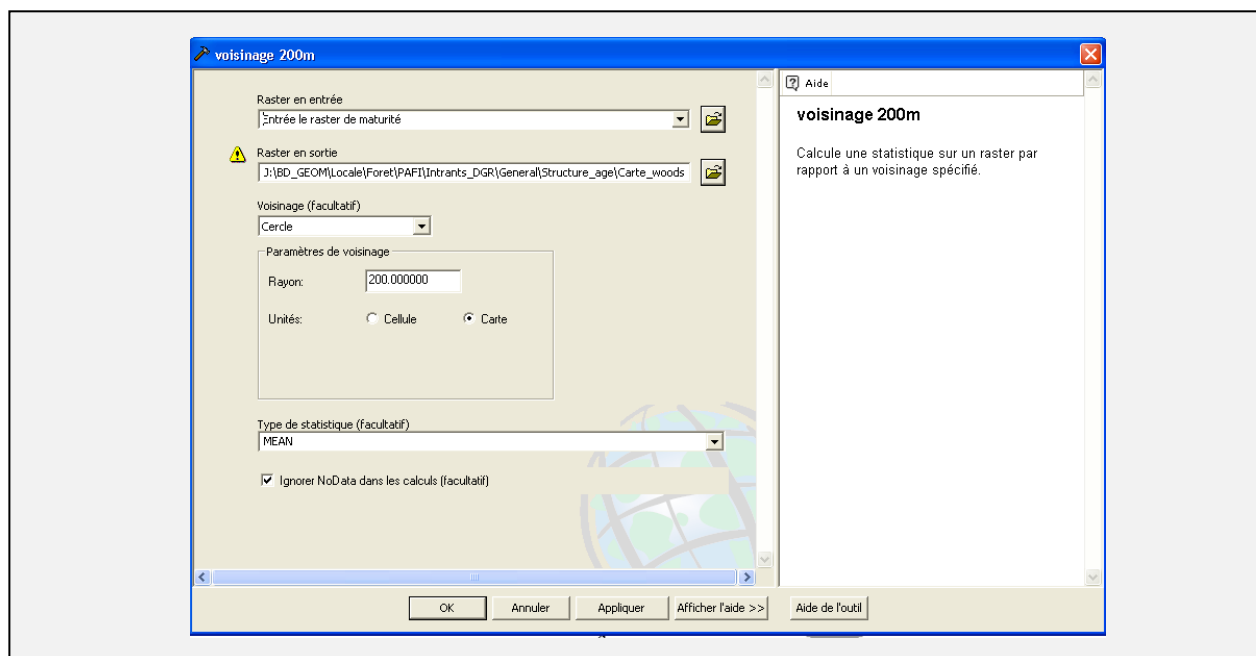 voisinage 200m
Raster en entrée
Entrée le raster de maturité
Raster en sortie
J:\BD_GEOM\Locale\Foret\PAFI\Intrants_DGR\General\Structure_age\Carte_woods
Voisinage (facultatif)
Cercle
Paramètres de voisinage
Rayon:
200.000000
Unités:
Cellule
Carte
Type de statistique (facultatif)
MEAN
Ignorer NoData dans les calculs (facultatif)
OK
Annuler
Appliquer
Afficher l'aide >>
Aide de l'outil
Aide
voisinage 200m
Calcule une statistique sur un raster par
rapport à un voisinage spécifié.